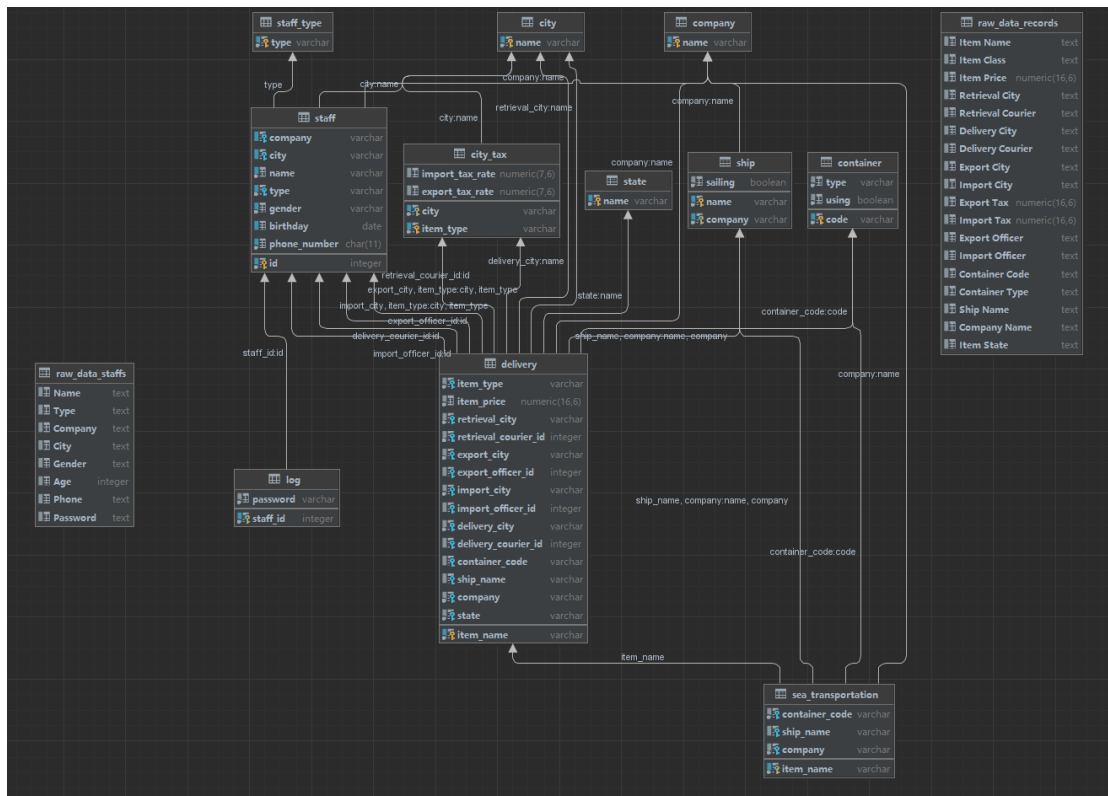 staff_type
type varchar
city
name varchar
company
name varchar
raw_data_records
Item Name text
Item Class text
Item Price numeric(16,6)
Retrieval City text
Retrieval Courier text
Delivery City text
Delivery Courier text
Export City text
Import City text
Export Tax numeric(16,6)
Import Tax numeric(16,6)
Export Officer text
Import Officer text
Container Code text
Container Type text
Ship Name text
Company Name text
Item State text
type
city:name
company:name
retrieval_city:name
city:name
company:name
company:name
staff
company varchar
city varchar
name varchar
type varchar
gender varchar
birthday date
phone_number char(11)
id integer
city_tax
import_tax_rate numeric(7,6)
export_tax_rate numeric(7,6)
city varchar
item_type varchar
state
name varchar
ship
sailing boolean
name varchar
company varchar
container
type varchar
using boolean
code varchar
delivery_city:name
retrieval_courier_id:id
export_city, item_type:city, item_type
state:name
import_city, item_type:city, item_type
container_code:code
export_officer_id:id
delivery_courier_id:id
ship_name, company:name, company
import_officer_id:id
staff_id:id
company:name
raw_data_staffs
Name text
Type text
Company text
City text
Gender text
Age integer
Phone text
Password text
log
password varchar
staff_id integer
delivery
item_type varchar
item_price numeric(16,6)
retrieval_city varchar
retrieval_courier_id integer
export_city varchar
export_officer_id integer
import_city varchar
import_officer_id integer
delivery_city varchar
delivery_courier_id integer
container_code varchar
ship_name varchar
company varchar
state varchar
item_name varchar
ship_name, company:name, company
container_code:code
item_name
sea_transportation
container_code varchar
ship_name varchar
company varchar
item_name varchar